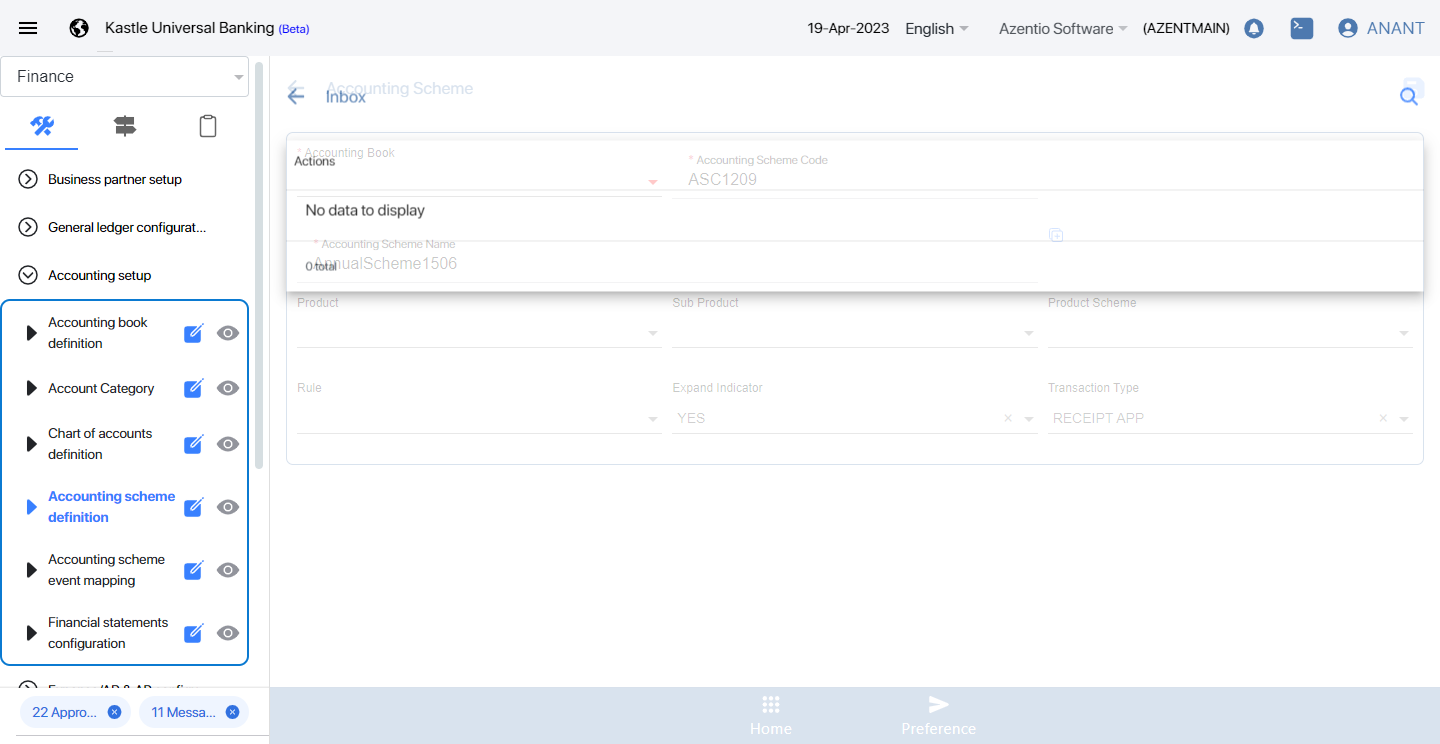 Kastle Universal Banking (Beta)
19-Apr-2023
English
Azentio Software
(AZENTMAIN)
ANANT
Finance
Business partner setup
General ledger configurat...
Accounting setup
Accounting book
definition
Account Category
Chart of accounts
definition
Accounting scheme
definition
Accounting scheme
event mapping
Financial statements
configuration
22 Appro...
11 Messa...
Accounting Scheme
Inbox
* Accounting Book
Actions
* Accounting Scheme Code
ASC1209
No data to display
* Accounting Scheme Name
AnnualScheme1506
0 total
Product
Sub Product
Product Scheme
Rule
Expand Indicator
Transaction Type
YES
RECEIPT APP
Home
Preference